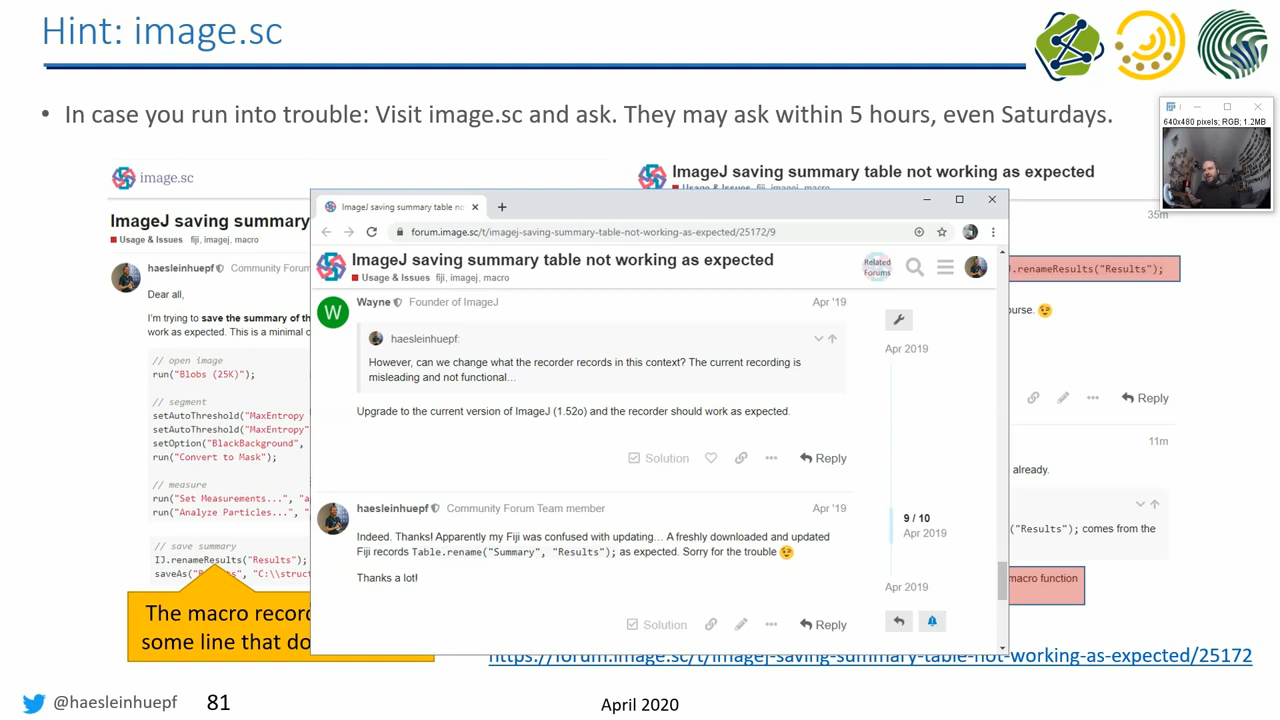 Hint: image.sc
• In case you run into trouble: Visit image.sc and ask. They may ask within 5 hours, even Saturdays.
640x480 pixels; RGB; 1.2MB
image.sc
ImageJ saving summary
Usage & Issues fiji, imagej, macro
haesleinhuepf Community Forum
Dear all,
I'm trying to save the summary of th
work as expected. This is a minimal c
// open image
run("Blobs (25K)");
// segment
setAutoThreshold("MaxEntropy
setAutoThreshold("MaxEntropy"
setOption("BlackBackground",
run("Convert to Mask");
// measure
run("Set Measurements...", "a
run("Analyze Particles...", "
// save summary
IJ.renameResults("Results");
saveAs("R s", "C:\\struct
The macro record
some line that do
ImageJ saving summary table not working as expected
Usage & Issues fiji, imagej, macro
35m
J.renameResults("Results");
ourse. 😉
Reply
11m
already.
("Results"); comes from the
macro function
ImageJ saving summary table no
forum.image.sc/t/imagej-saving-summary-table-not-working-as-expected/25172/9
ImageJ saving summary table not working as expected
Usage & Issues fiji, imagej, macro
Related
Forums
W
Wayne Founder of ImageJ Apr '19
haesleinhuepf:
However, can we change what the recorder records in this context? The current recording is
misleading and not functional…
Upgrade to the current version of ImageJ (1.52o) and the recorder should work as expected.
Solution Reply
haesleinhuepf Community Forum Team member Apr '19
Indeed. Thanks! Apparently my Fiji was confused with updating… A freshly downloaded and updated
Fiji records Table.rename("Summary", "Results"); as expected. Sorry for the trouble 😉
Thanks a lot!
Solution Reply
Apr 2019
9 / 10
Apr 2019
Apr 2019
https://forum.image.sc/t/imagej-saving-summary-table-not-working-as-expected/25172
@haesleinhuepf 81 April 2020